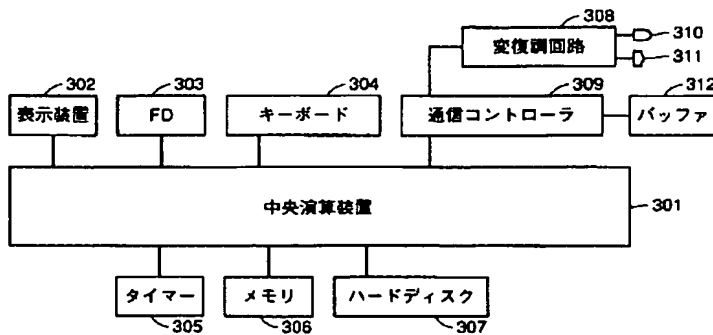 308
変復調回路
310
311
302
303
304
309
312
表示装置
FD
キーボード
通信コントローラ
バッファ
中央演算装置
301
タイマー
メモリ
ハードディスク
305
306
307